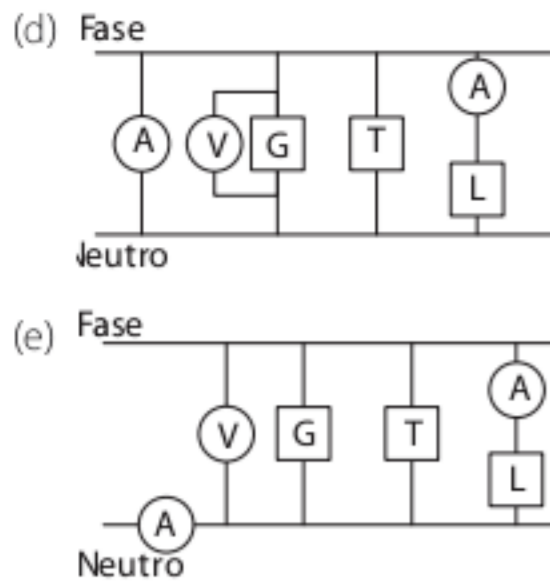 (d) Fase
A V G T A
L
Neutro
(e) Fase
A
V G T
L
A
Neutro